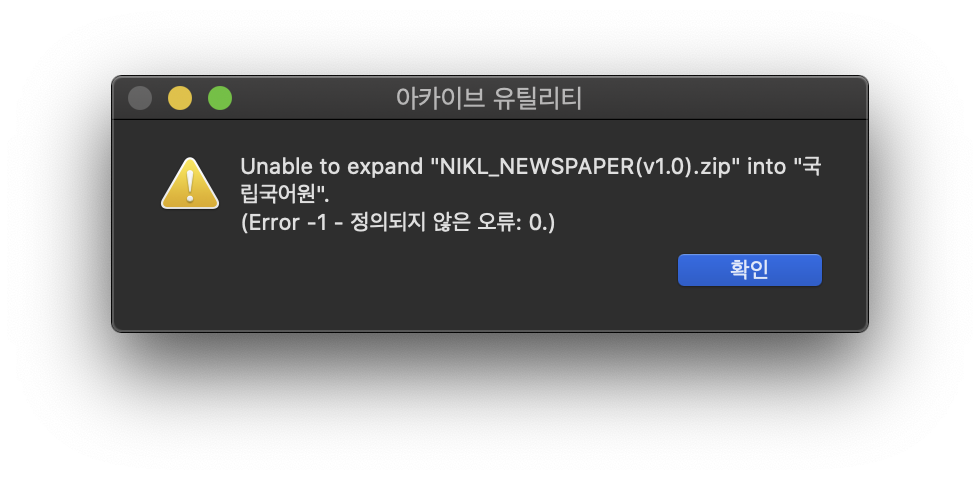 아카이브 유틸리티
Unable to expand "NIKL_NEWSPAPER(v1.0).zip" into "국
립국어원".
(Error -1 - 정의되지 않은 오류: 0.)
확인